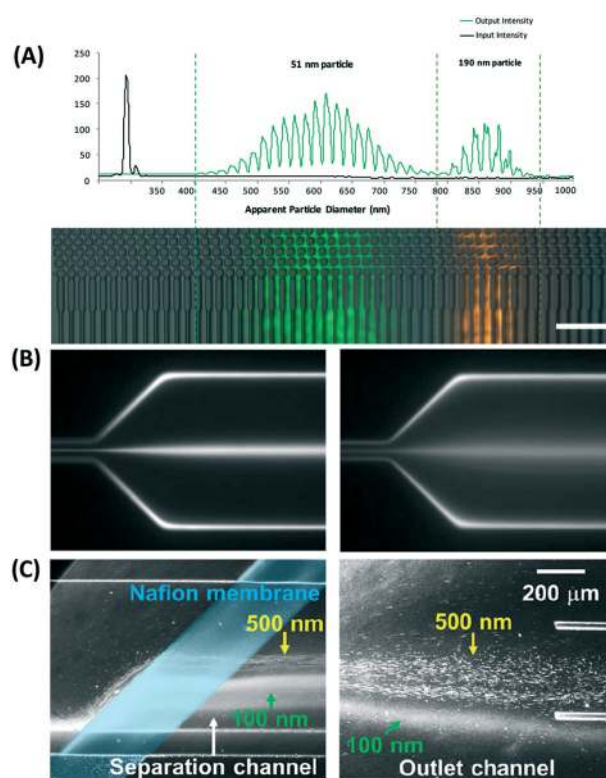 Output Intensity
Input Intensity
(A)
51 nm particle
190 nm particle
250
200
150
100
50
0
350 400 450 500 550 600 650 700 750 800 850 900 950 1000
Apparent Particle Diameter (nm)
(B)
(C)
Nafion membrane
500 nm
100 nm
Separation channel
200 μm
500 nm
100 nm
Outlet channel